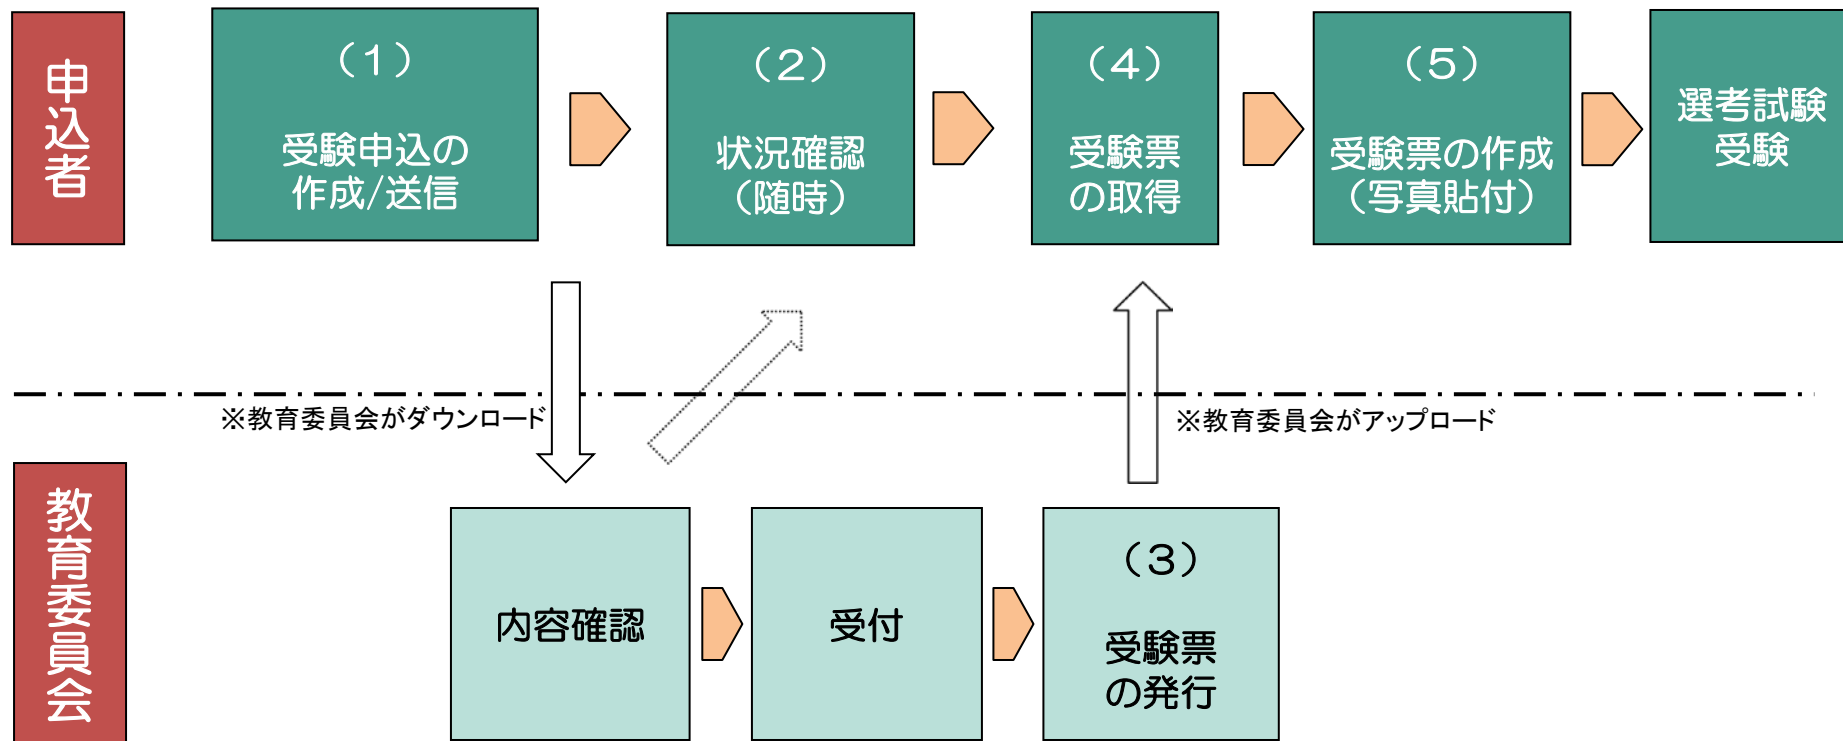 申込者
（１）
受験申込の
作成/送信
（２）
状況確認
（随時）
（４）
受験票
の取得
（５）
受験票の作成
（写真貼付）
選考試験
受験
※教育委員会がダウンロード
※教育委員会がアップロード
教育委員会
内容確認
受付
（３）
受験票
の発行